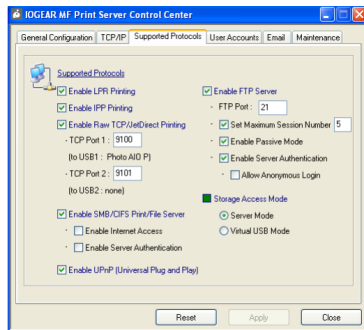 IOGEAR MF Print Server Control Center
General Configuration TCP/IP Supported Protocols User Accounts Email Maintenance
Supported Protocols
Enable LPR Printing
Enable IPP Printing
Enable Raw TCP/JetDirect Printing
- TCP Port 1 : 9100
(to USB1 : Photo AIO P)
- TCP Port 2 : 9101
(to USB2 : none)
Enable SMB/CIFS Print/File Server
- Enable Internet Access
- Enable Server Authentication
Enable UPnP (Universal Plug and Play)
Enable FTP Server
- FTP Port : 21
- Set Maximum Session Number 5
- Enable Passive Mode
- Enable Server Authentication
- Allow Anonymous Login
Storage Access Mode
Server Mode
Virtual USB Mode
Reset Apply Close